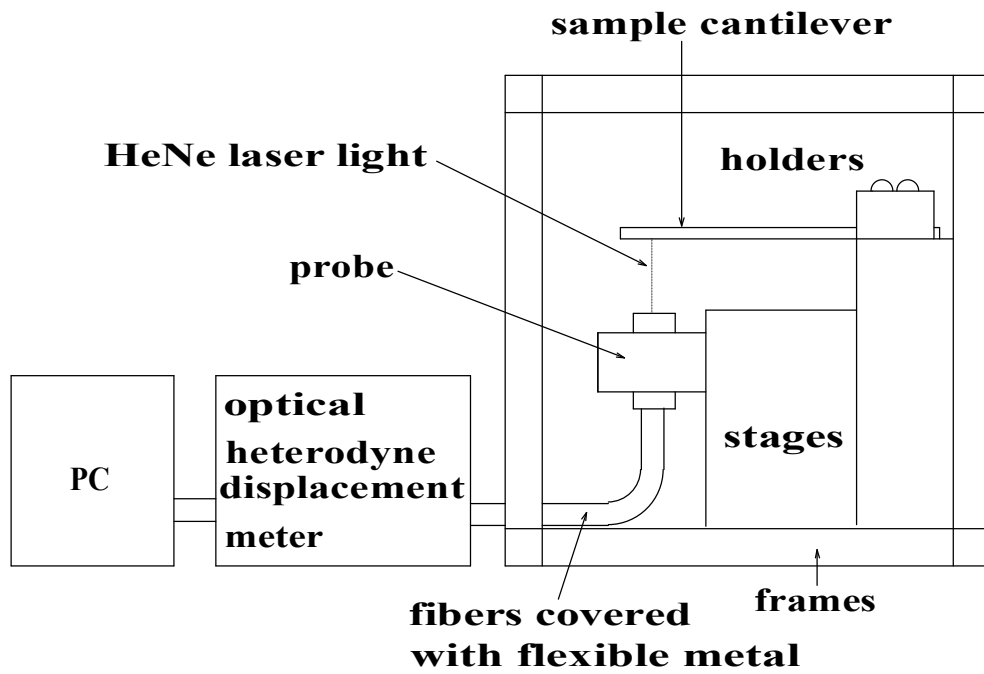 sample cantilever
HeNe laser light
holders
probe
optical
heterodyne
displacement
meter
PC
stages
frames
fibers covered
with flexible metal